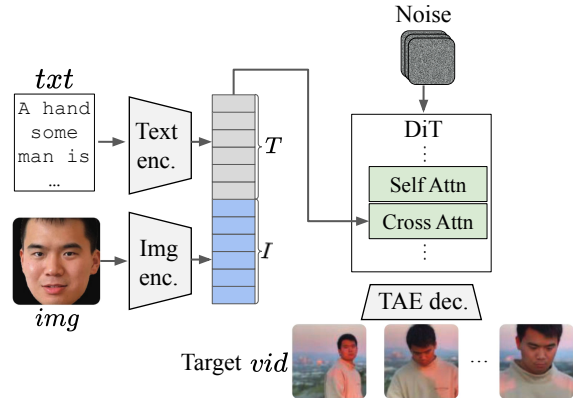 Noise
txt
A hand
some
man is
…
Text
enc.
T
DiT
⋮
Self Attn
Cross Attn
⋮
Img
enc.
I
img
TAE dec.
Target vid
…